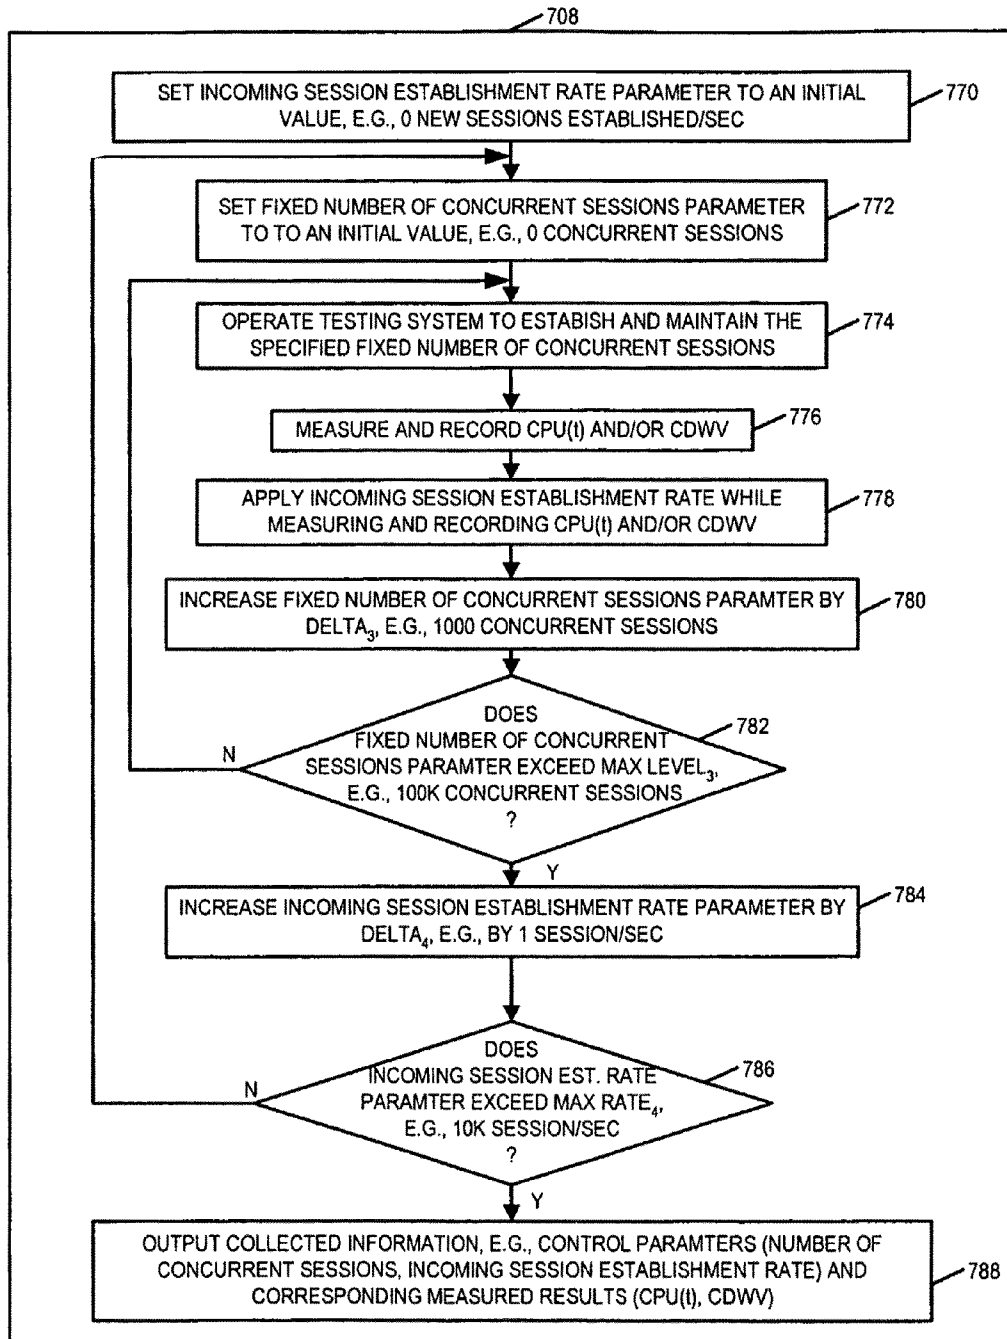 708
SET INCOMING SESSION ESTABLISHMENT RATE PARAMETER TO AN INITIAL
VALUE, E.G., 0 NEW SESSIONS ESTABLISHED/SEC
770
SET FIXED NUMBER OF CONCURRENT SESSIONS PARAMETER
TO TO AN INITIAL VALUE, E.G., 0 CONCURRENT SESSIONS
772
OPERATE TESTING SYSTEM TO ESTABISH AND MAINTAIN THE
SPECIFIED FIXED NUMBER OF CONCURRENT SESSIONS
774
MEASURE AND RECORD CPU(t) AND/OR CDWV
776
APPLY INCOMING SESSION ESTABLISHMENT RATE WHILE
MEASURING AND RECORDING CPU(t) AND/OR CDWV
778
INCREASE FIXED NUMBER OF CONCURRENT SESSIONS PARAMTER BY
DELTA3, E.G., 1000 CONCURRENT SESSIONS
780
DOES
FIXED NUMBER OF CONCURRENT
SESSIONS PARAMTER EXCEED MAX LEVEL3,
E.G., 100K CONCURRENT SESSIONS
?
782
N
Y
INCREASE INCOMING SESSION ESTABLISHMENT RATE PARAMETER BY
DELTA4, E.G., BY 1 SESSION/SEC
784
DOES
INCOMING SESSION EST. RATE
PARAMTER EXCEED MAX RATE4,
E.G., 10K SESSION/SEC
?
786
N
Y
OUTPUT COLLECTED INFORMATION, E.G., CONTROL PARAMTERS (NUMBER OF
CONCURRENT SESSIONS, INCOMING SESSION ESTABLISHMENT RATE) AND
CORRESPONDING MEASURED RESULTS (CPU(t), CDWV)
788